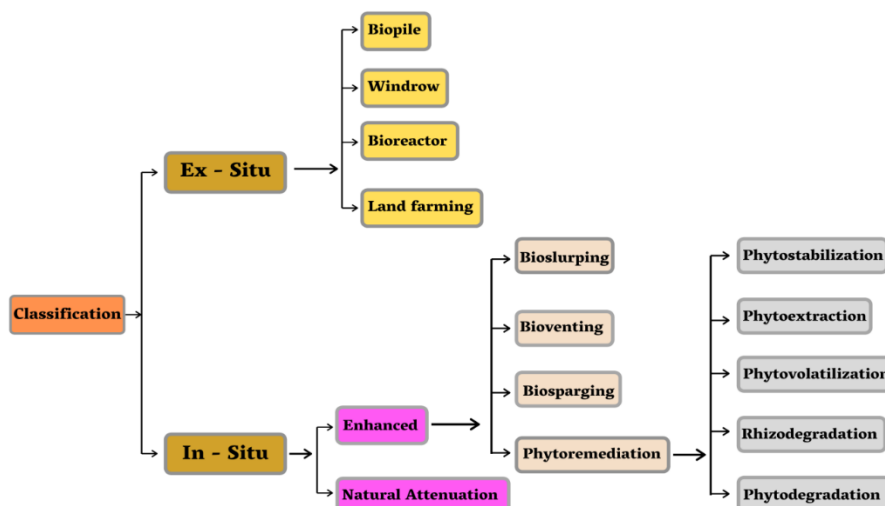 Biopile
Windrow
Bioreactor
Ex - Situ
Land farming
Bioslurping
Phytostabilization
Classification
Bioventing
Phytoextraction
Biosparging
Phytovolatilization
Enhanced
Rhizodegradation
In - Situ
Phytoremediation
Natural Attenuation
Phytodegradation